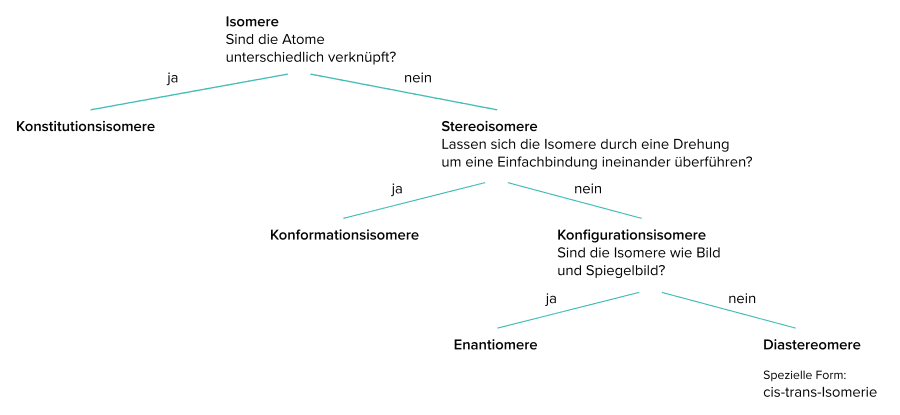 Isomere
Sind die Atome
unterschiedlich verknüpft?
ja
nein
Konstitutionsisomere
Stereoisomere
Lassen sich die Isomere durch eine Drehung
um eine Einfachbindung ineinander überführen?
ja
nein
Konformationsisomere
Konfigurationsisomere
Sind die Isomere wie Bild
und Spiegelbild?
ja
nein
Enantiomere
Diastereomere
Spezielle Form:
cis-trans-Isomerie